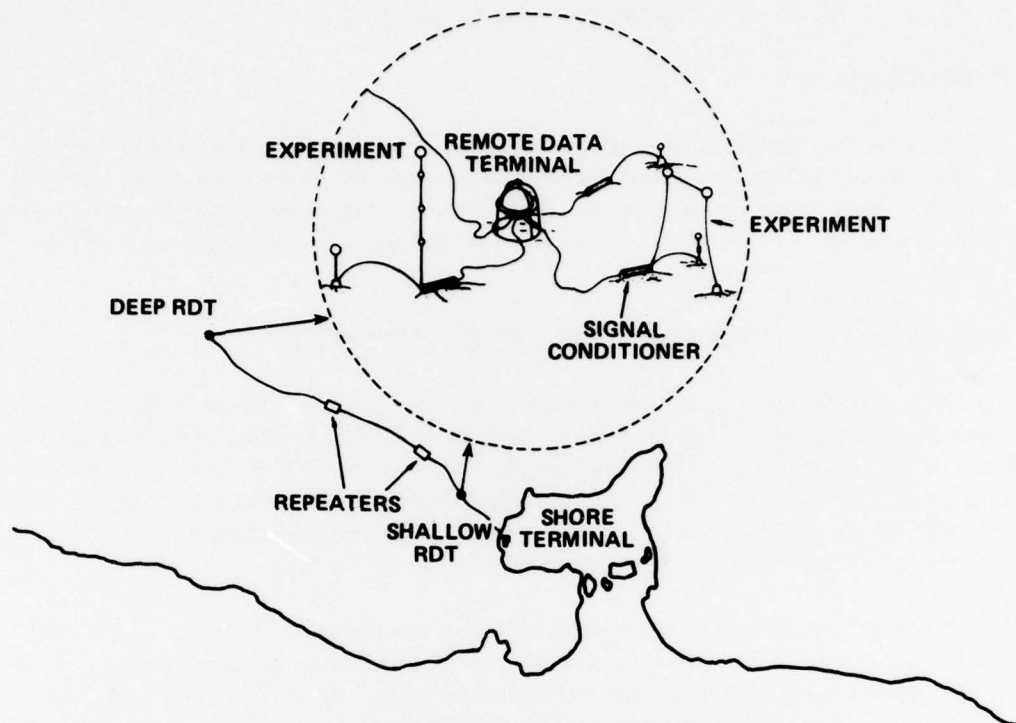 EXPERIMENT
REMOTE DATA
TERMINAL
EXPERIMENT
SIGNAL
CONDITIONER
DEEP RDT
REPEATERS
SHALLOW
RDT
SHORE
TERMINAL